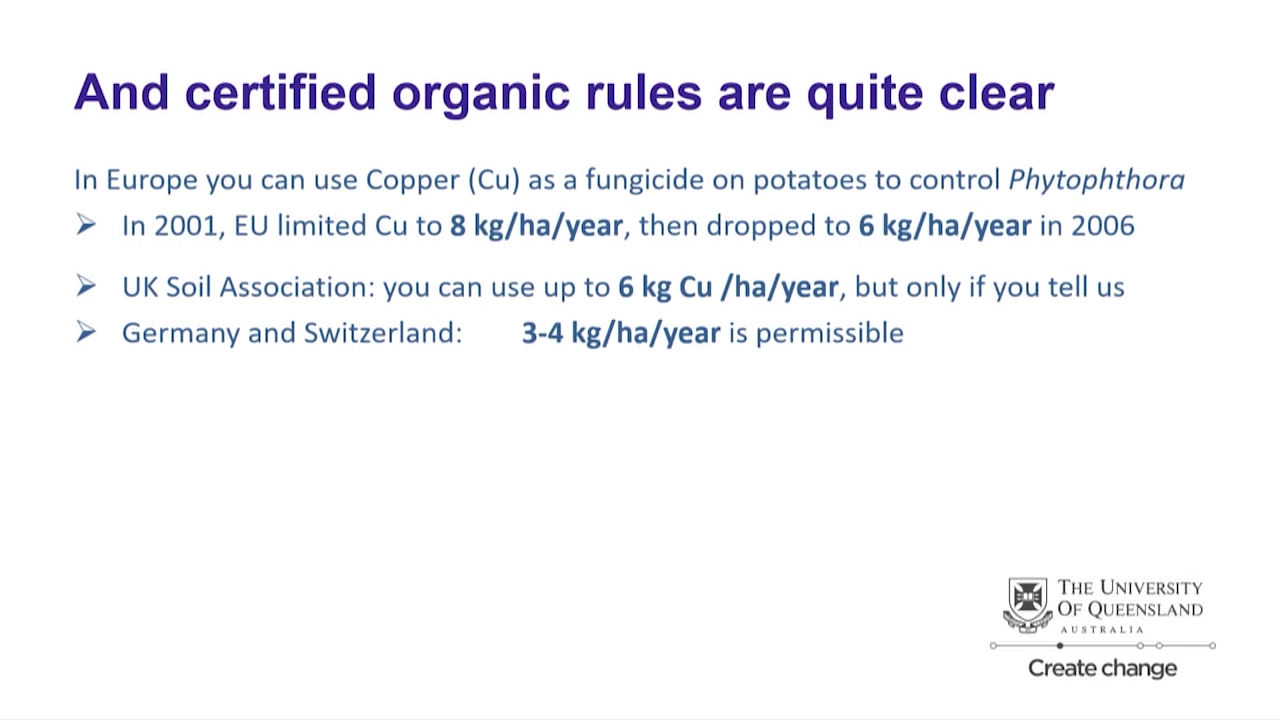 And certified organic rules are quite clear
In Europe you can use Copper (Cu) as a fungicide on potatoes to control Phytophthora
➢ In 2001, EU limited Cu to 8 kg/ha/year, then dropped to 6 kg/ha/year in 2006
➢ UK Soil Association: you can use up to 6 kg Cu /ha/year, but only if you tell us
➢ Germany and Switzerland: 3-4 kg/ha/year is permissible
THE UNIVERSITY
OF QUEENSLAND
AUSTRALIA
Create change